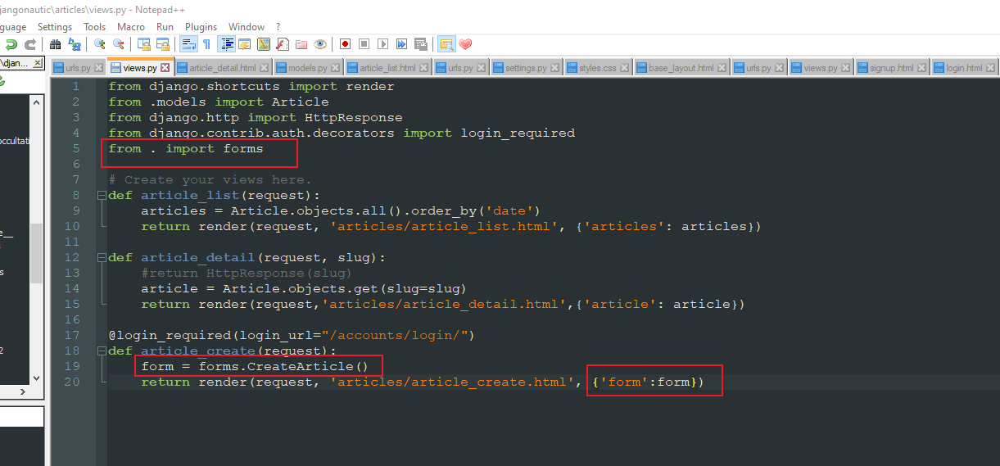 djangonautic\articles\views.py - Notepad++
guage Settings Tools Macro Run Plugins Window ?
\djan...
urls.py views.py article_detail.html models.py article_list.html urls.py settings.py styles.css base_layout.html urls.py views.py signup.html login.html
1 from django.shortcuts import render
2 from .models import Article
3 from django.http import HttpResponse
4 from django.contrib.auth.decorators import login_required
5 from . import forms
6
7 # Create your views here.
8 def article_list(request):
9 articles = Article.objects.all().order_by('date')
10 return render(request, 'articles/article_list.html', {'articles': articles})
11
12 def article_detail(request, slug):
13 #return HttpResponse(slug)
14 article = Article.objects.get(slug=slug)
15 return render(request,'articles/article_detail.html',{'article': article})
16
17 @login_required(login_url="/accounts/login/")
18 def article_create(request):
19 form = forms.CreateArticle()
20 return render(request, 'articles/article_create.html', {'form':form})
occultati
e__
s
2